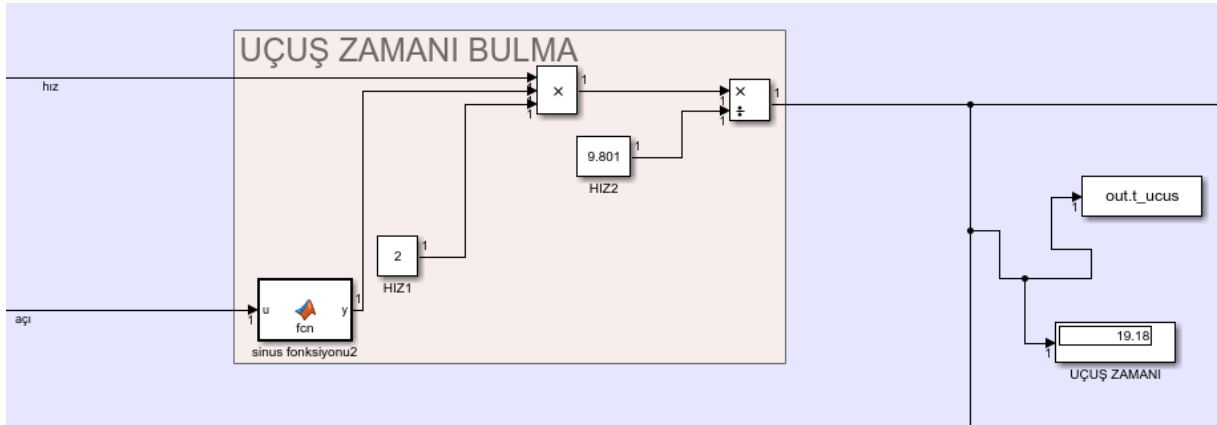 UÇUŞ ZAMANI BULMA
hız
1
1
1
×
1
1
1
×
÷
1
9.801
1
HIZ2
out.t_ucus
1
2
1
HIZ1
açı
1
u
fcn
y
1
sinus fonksiyonu2
19.18
1
UÇUŞ ZAMANI